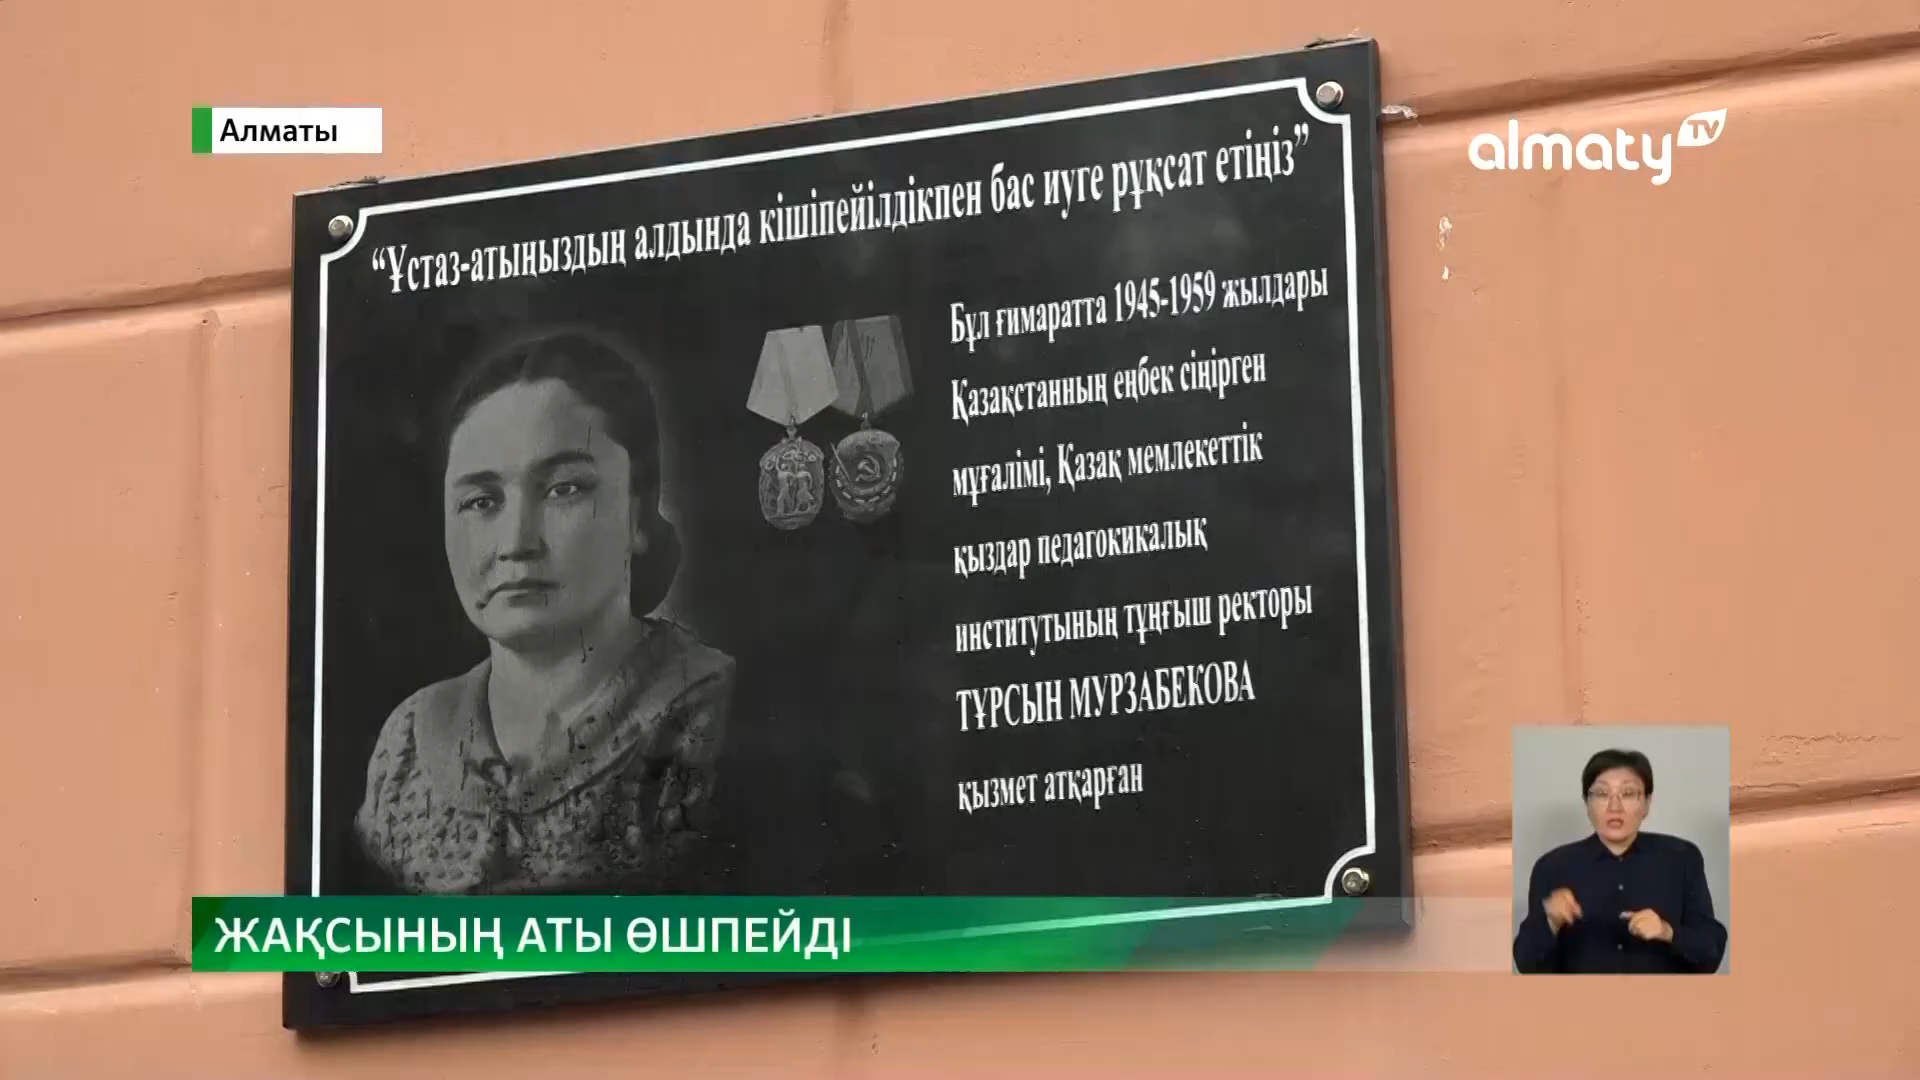 Алматы
almaty TV
“Ұстаз-атыңыздың алдында кішіпейілдікпен бас июге рұқсат етіңіз”
Бұл ғимаратта 1945-1959 жылдары
Қазақстанның еңбек сіңірген
мұғалімі, Қазақ мемлекеттік
қыздар педагокикалық
институтының тұңғыш ректоры
ТҰРСЫН МУРЗАБЕКОВА
қызмет атқарған
ЖАҚСЫНЫҢ АТЫ ӨШПЕЙДІ